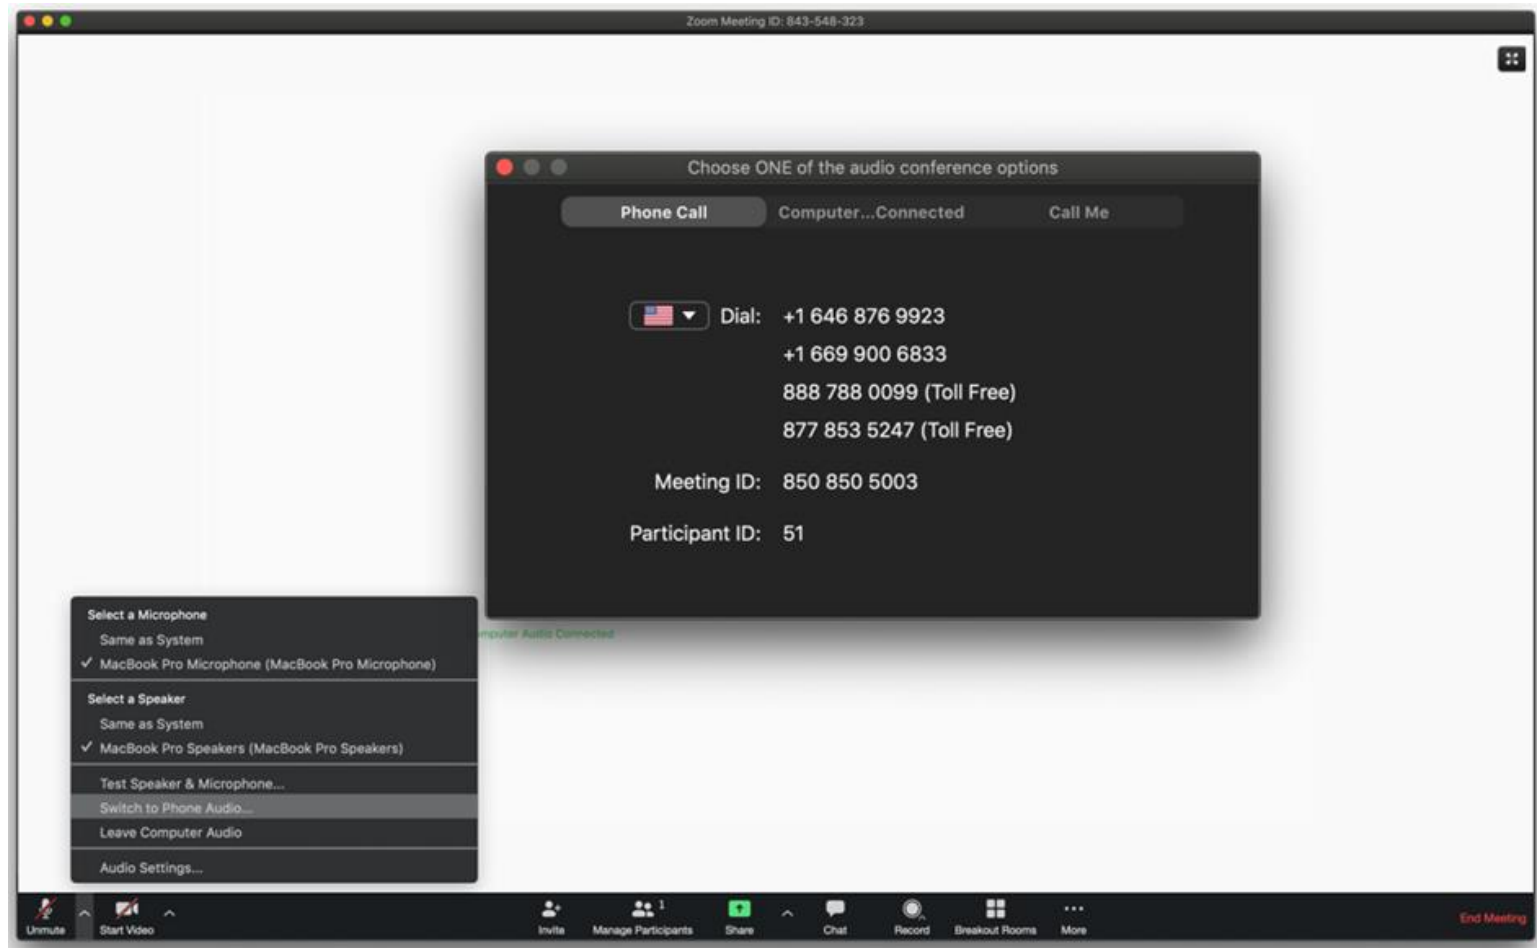 Zoom Meeting ID: 843-548-323
Choose ONE of the audio conference options
Phone Call Computer...Connected Call Me
Dial: +1 646 876 9923
+1 669 900 6833
888 788 0099 (Toll Free)
877 853 5247 (Toll Free)
Meeting ID: 850 850 5003
Participant ID: 51
Select a Microphone
Same as System
✓ MacBook Pro Microphone (MacBook Pro Microphone)
Select a Speaker
Same as System
✓ MacBook Pro Speakers (MacBook Pro Speakers)
Test Speaker & Microphone...
Switch to Phone Audio...
Leave Computer Audio
Audio Settings...
omputer Audio Connected
Unmute Start Video Invite Manage Participants 1 Share Chat Record Breakout Rooms More End Meeting